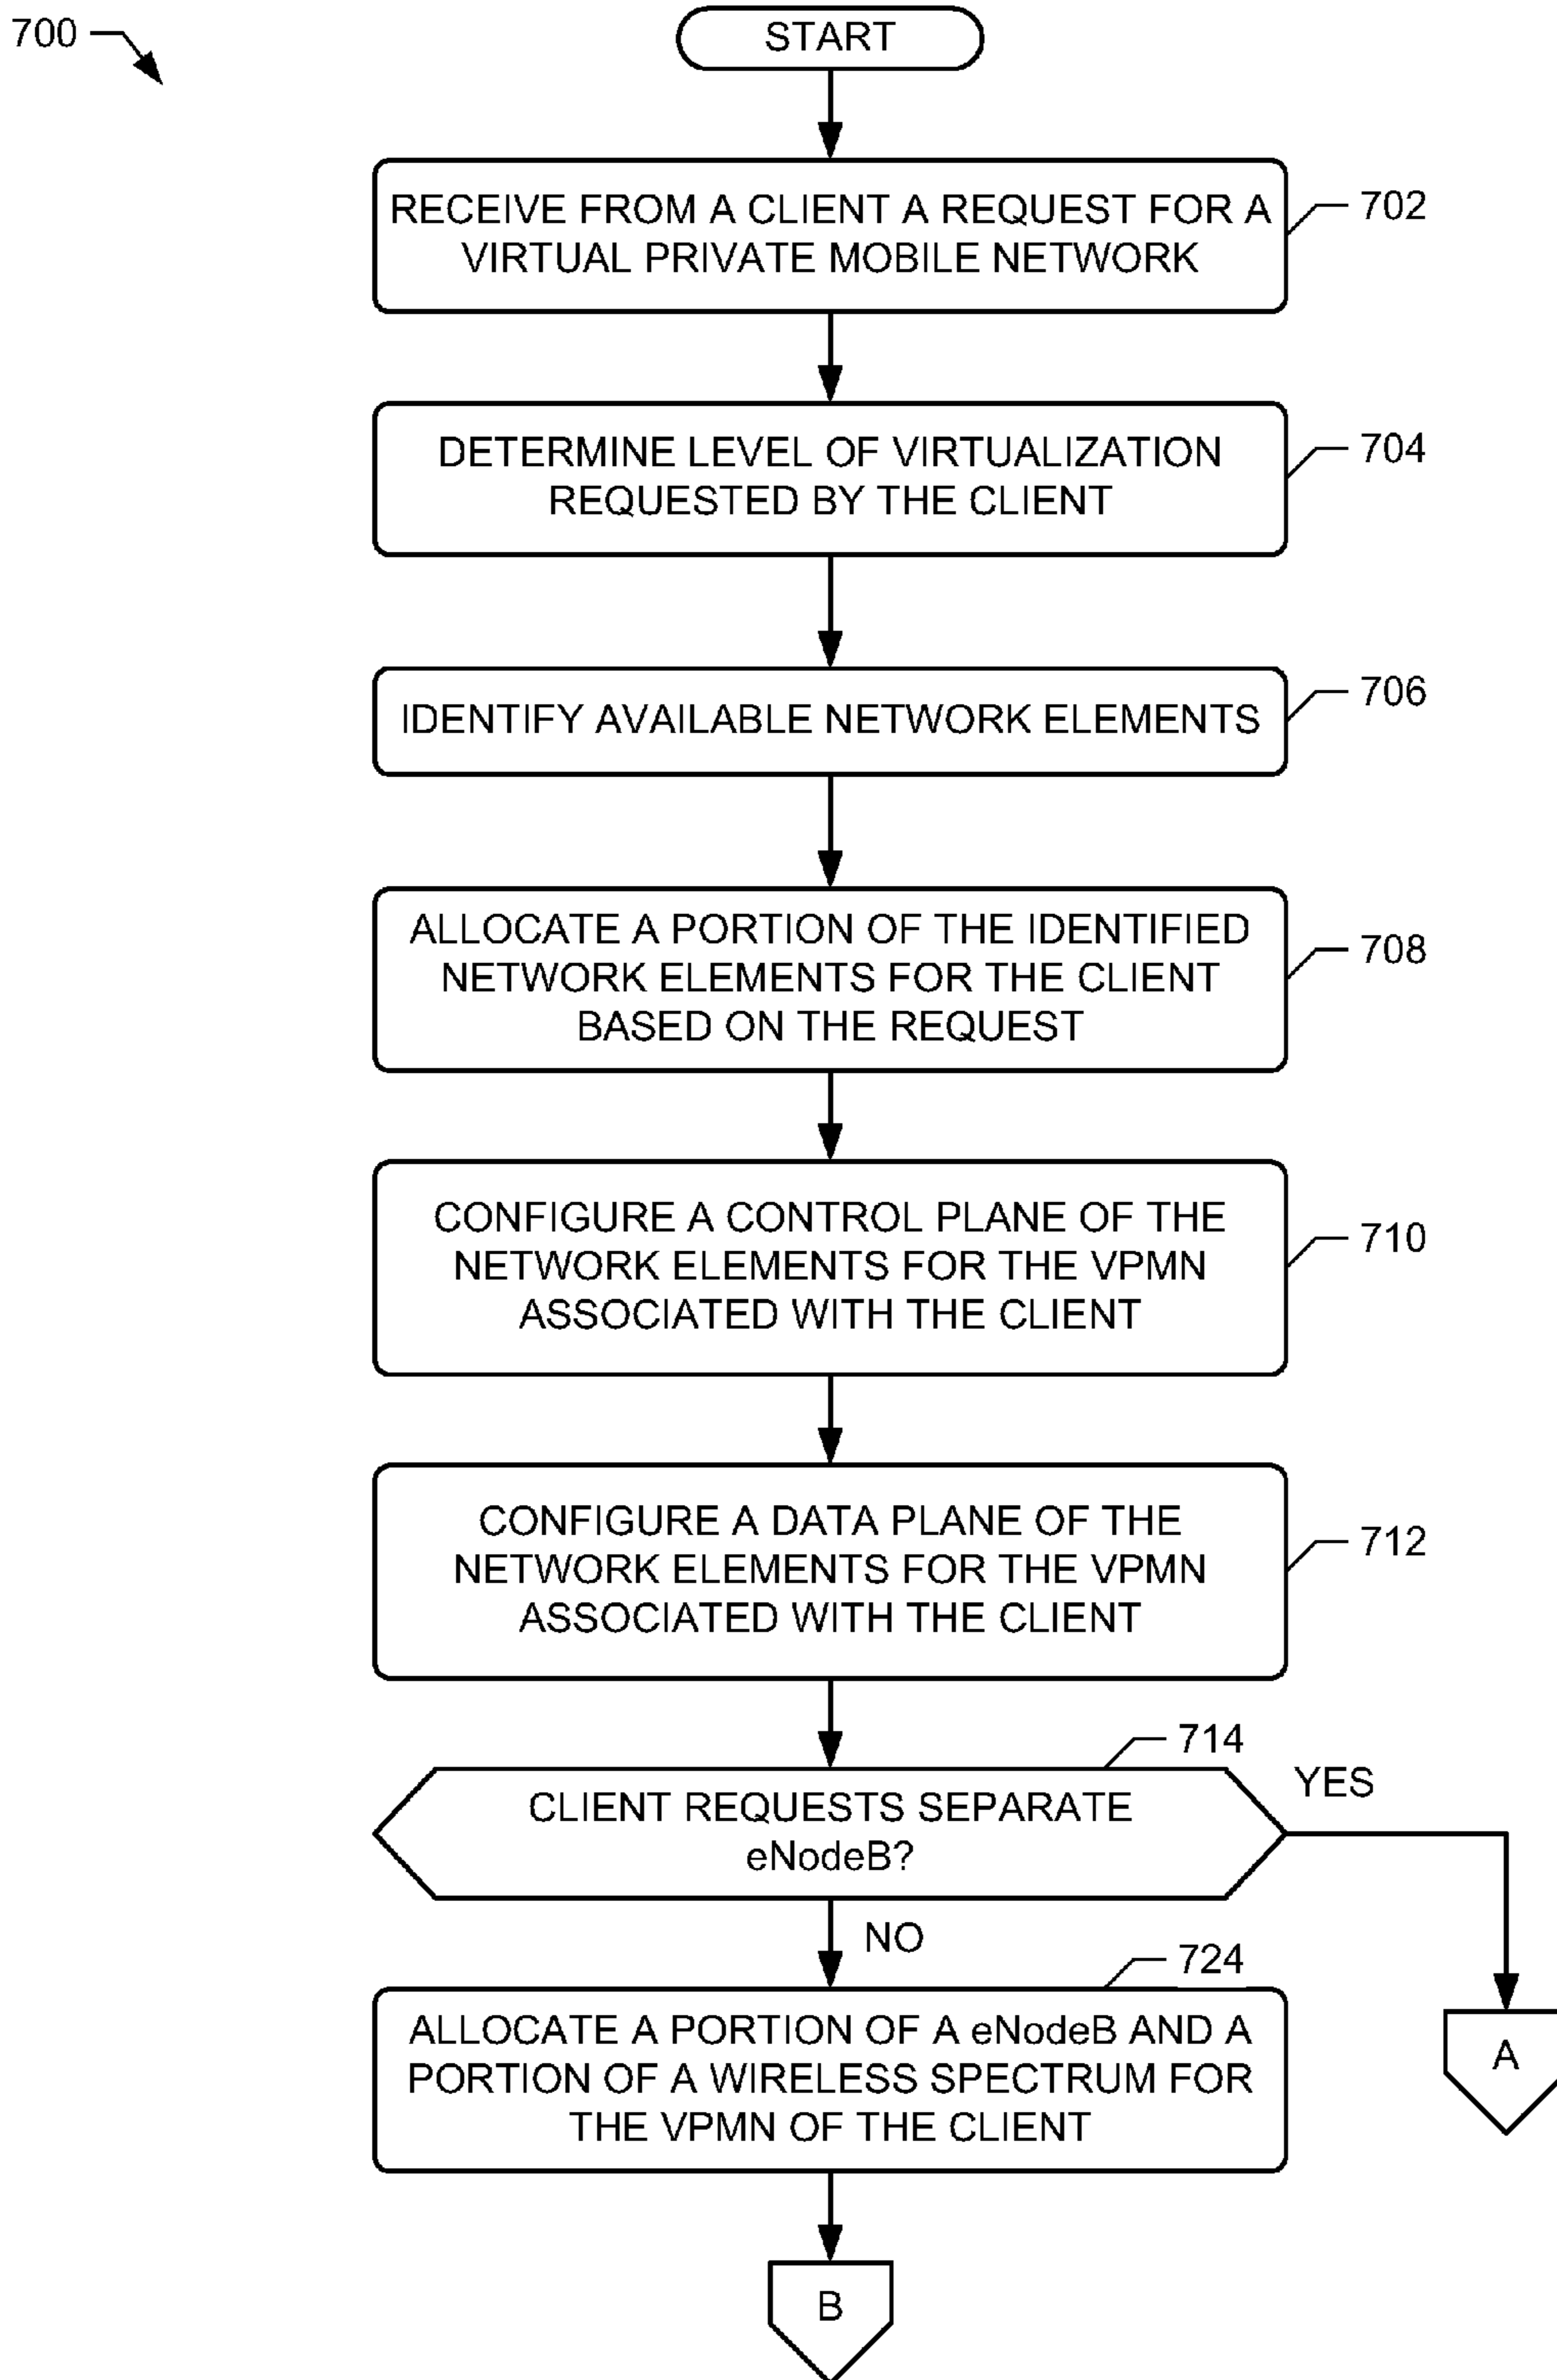 700
START
RECEIVE FROM A CLIENT A REQUEST FOR A
VIRTUAL PRIVATE MOBILE NETWORK
702
DETERMINE LEVEL OF VIRTUALIZATION
REQUESTED BY THE CLIENT
704
IDENTIFY AVAILABLE NETWORK ELEMENTS
706
ALLOCATE A PORTION OF THE IDENTIFIED
NETWORK ELEMENTS FOR THE CLIENT
BASED ON THE REQUEST
708
CONFIGURE A CONTROL PLANE OF THE
NETWORK ELEMENTS FOR THE VPMN
ASSOCIATED WITH THE CLIENT
710
CONFIGURE A DATA PLANE OF THE
NETWORK ELEMENTS FOR THE VPMN
ASSOCIATED WITH THE CLIENT
712
714
CLIENT REQUESTS SEPARATE
eNodeB?
YES
NO
724
ALLOCATE A PORTION OF A eNodeB AND A
PORTION OF A WIRELESS SPECTRUM FOR
THE VPMN OF THE CLIENT
A
B